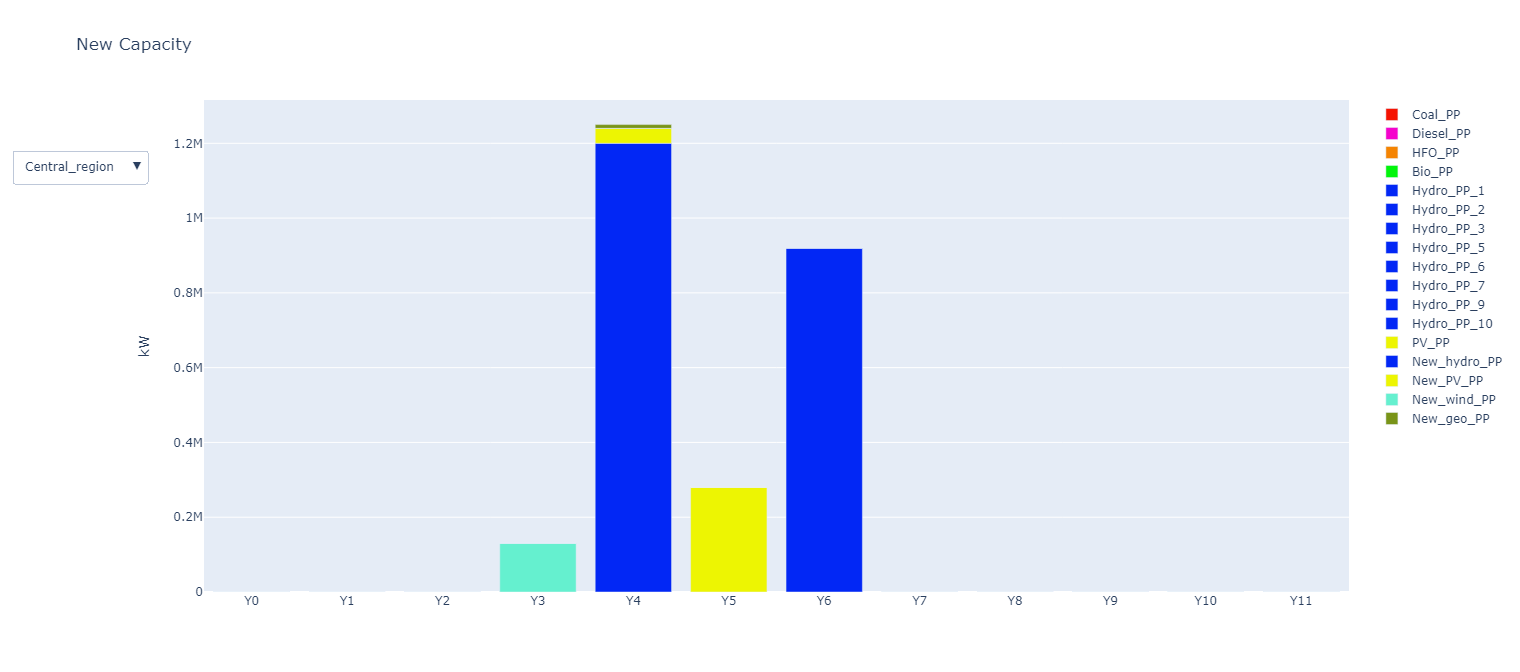 New Capacity
Central_region
1.2M
1M
0.8M
0.6M
0.4M
0.2M
0
kW
Y0 Y1 Y2 Y3 Y4 Y5 Y6 Y7 Y8 Y9 Y10 Y11
Coal_PP
Diesel_PP
HFO_PP
Bio_PP
Hydro_PP_1
Hydro_PP_2
Hydro_PP_3
Hydro_PP_5
Hydro_PP_6
Hydro_PP_7
Hydro_PP_9
Hydro_PP_10
PV_PP
New_hydro_PP
New_PV_PP
New_wind_PP
New_geo_PP